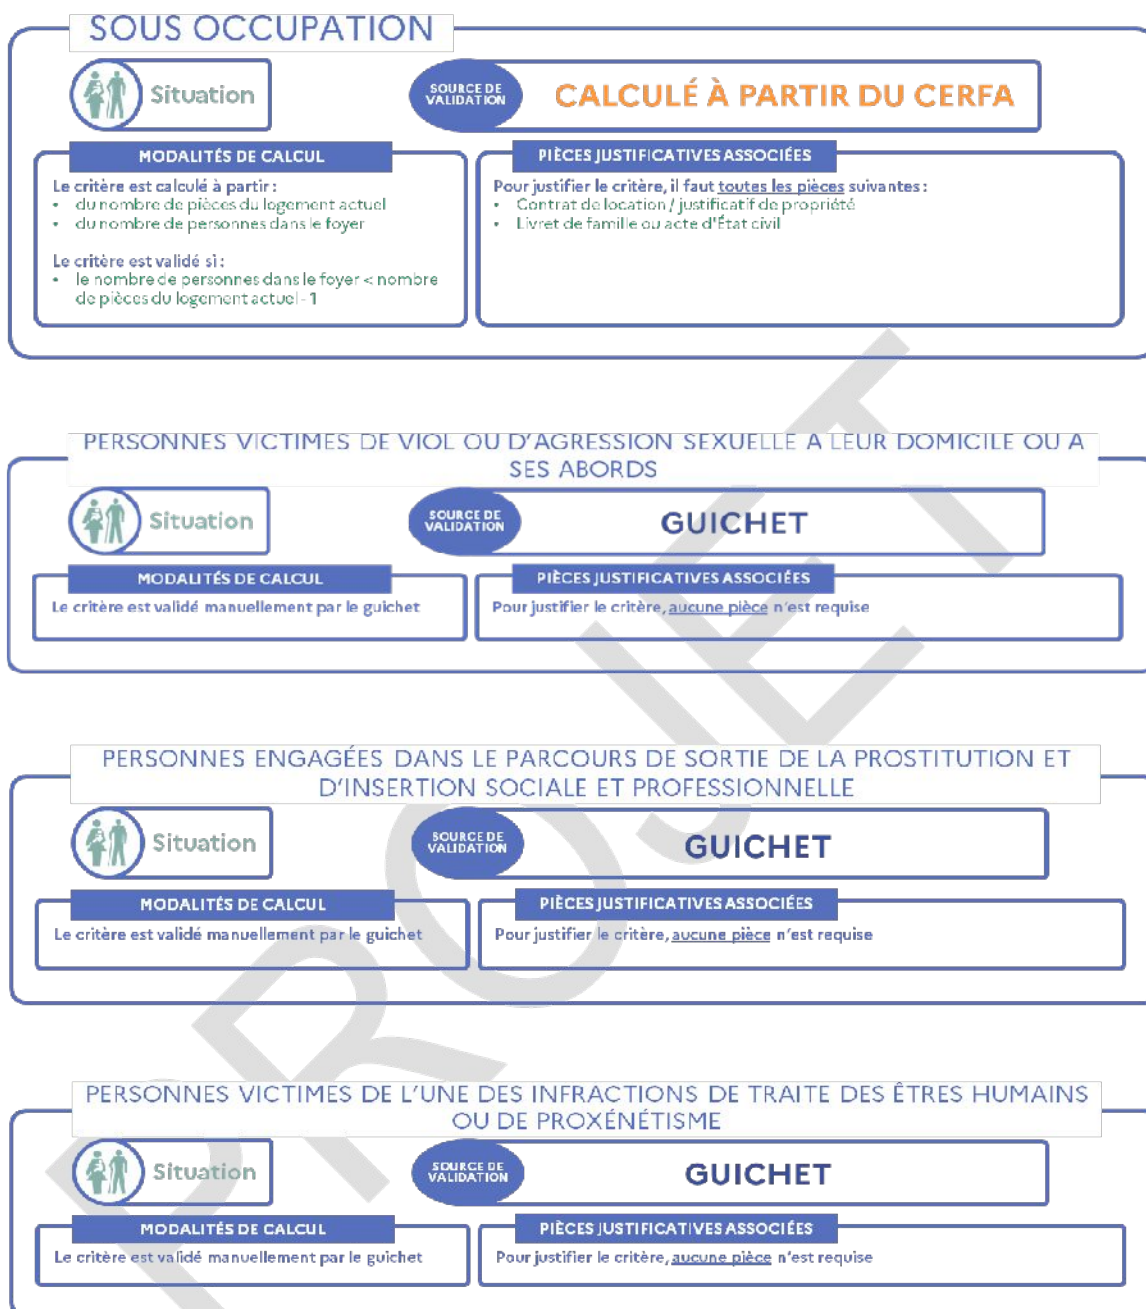 SOUS OCCUPATION
Situation
SOURCE DE
VALIDATION
CALCULÉ À PARTIR DU CERFA
MODALITÉS DE CALCUL
Le critère est calculé à partir :
• du nombre de pièces du logement actuel
• du nombre de personnes dans le foyer
Le critère est validé si :
• le nombre de personnes dans le foyer < nombre
de pièces du logement actuel - 1
PIÈCES JUSTIFICATIVES ASSOCIÉES
Pour justifier le critère, il faut toutes les pièces suivantes :
• Contrat de location / justificatif de propriété
• Livret de famille ou acte d'État civil
PERSONNES VICTIMES DE VIOL OU D'AGRESSION SEXUELLE A LEUR DOMICILE OU A
SES ABORDS
Situation
SOURCE DE
VALIDATION
GUICHET
MODALITÉS DE CALCUL
Le critère est validé manuellement par le guichet
PIÈCES JUSTIFICATIVES ASSOCIÉES
Pour justifier le critère, aucune pièce n'est requise
PERSONNES ENGAGÉES DANS LE PARCOURS DE SORTIE DE LA PROSTITUTION ET
D'INSERTION SOCIALE ET PROFESSIONNELLE
Situation
SOURCE DE
VALIDATION
GUICHET
MODALITÉS DE CALCUL
Le critère est validé manuellement par le guichet
PIÈCES JUSTIFICATIVES ASSOCIÉES
Pour justifier le critère, aucune pièce n'est requise
PERSONNES VICTIMES DE L'UNE DES INFRACTIONS DE TRAITE DES ÊTRES HUMAINS
OU DE PROXÉNÉTISME
Situation
SOURCE DE
VALIDATION
GUICHET
MODALITÉS DE CALCUL
Le critère est validé manuellement par le guichet
PIÈCES JUSTIFICATIVES ASSOCIÉES
Pour justifier le critère, aucune pièce n'est requise
PROJET